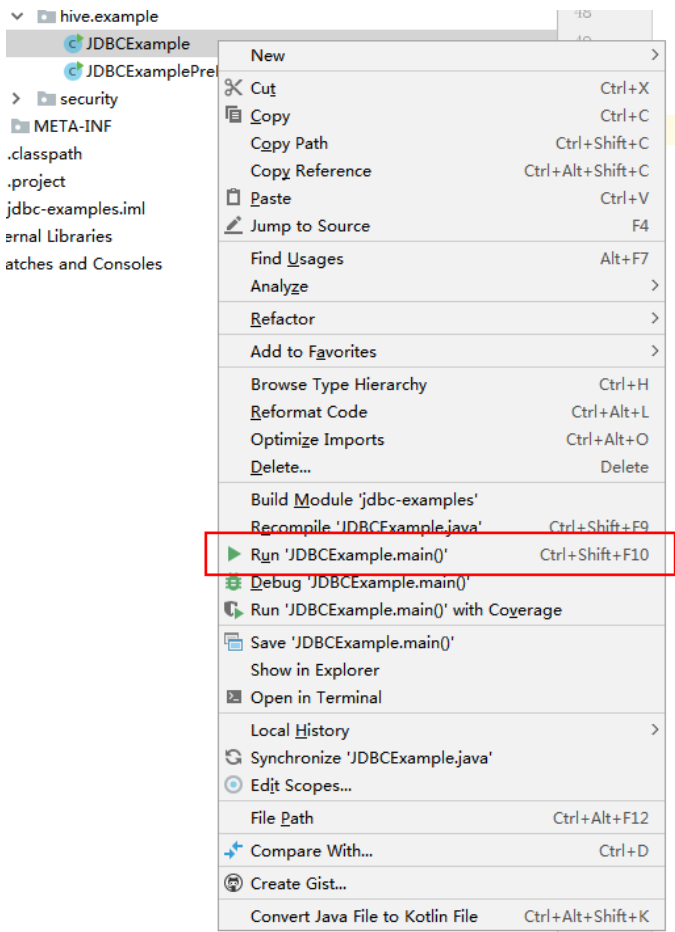 hive.example
48
JDBCExample
49
JDBCExamplePre
security
META-INF
.classpath
.project
jdbc-examples.iml
ernal Libraries
atches and Consoles
New
Cut Ctrl+X
Copy Ctrl+C
Copy Path Ctrl+Shift+C
Copy Reference Ctrl+Alt+Shift+C
Paste Ctrl+V
Jump to Source F4
Find Usages Alt+F7
Analyze
Refactor
Add to Favorites
Browse Type Hierarchy Ctrl+H
Reformat Code Ctrl+Alt+L
Optimize Imports Ctrl+Alt+O
Delete... Delete
Build Module 'jdbc-examples'
Recompile 'JDBCExample.java' Ctrl+Shift+F9
Run 'JDBCExample.main()' Ctrl+Shift+F10
Debug 'JDBCExample.main()'
Run 'JDBCExample.main()' with Coverage
Save 'JDBCExample.main()'
Show in Explorer
Open in Terminal
Local History
Synchronize 'JDBCExample.java'
Edit Scopes...
File Path Ctrl+Alt+F12
Compare With... Ctrl+D
Create Gist...
Convert Java File to Kotlin File Ctrl+Alt+Shift+K